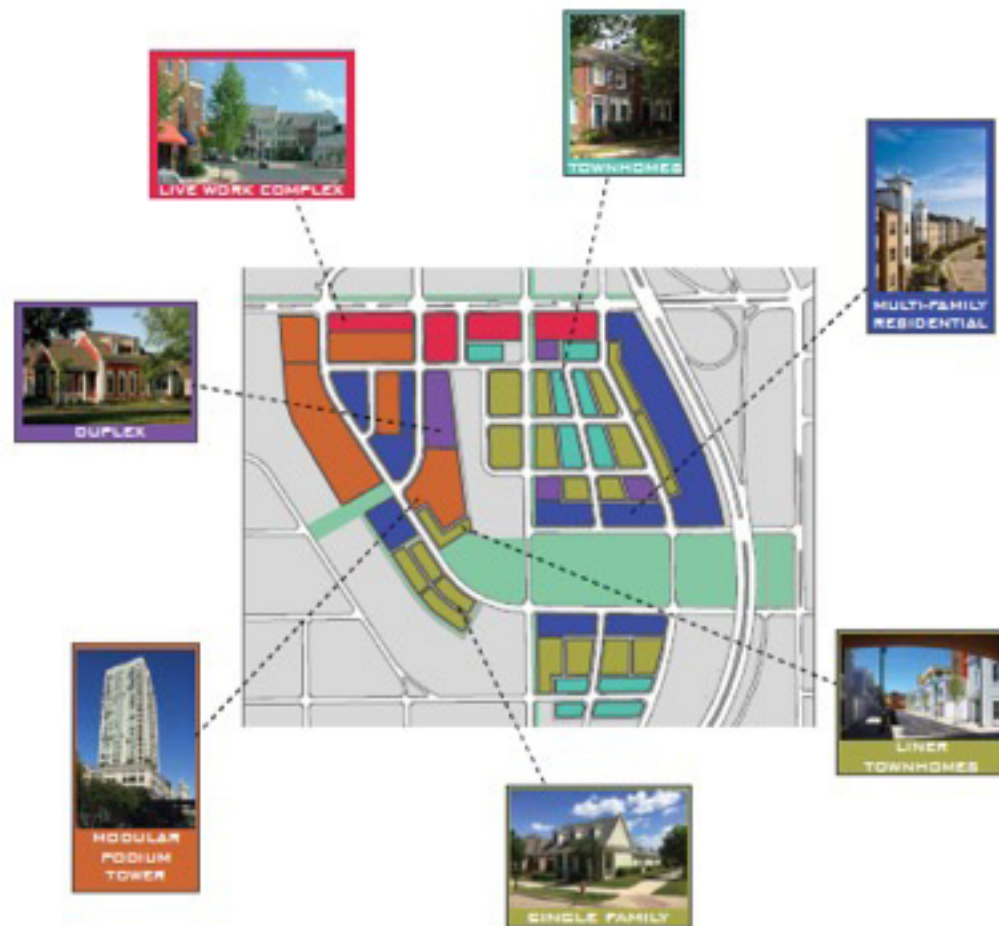 LIVE WORK COMPLEX
TOWNHOMES
MULTI-FAMILY
RESIDENTIAL
DUPLEX
MODULAR
PODIUM
TOWER
LINER
TOWNHOMES
SINGLE FAMILY